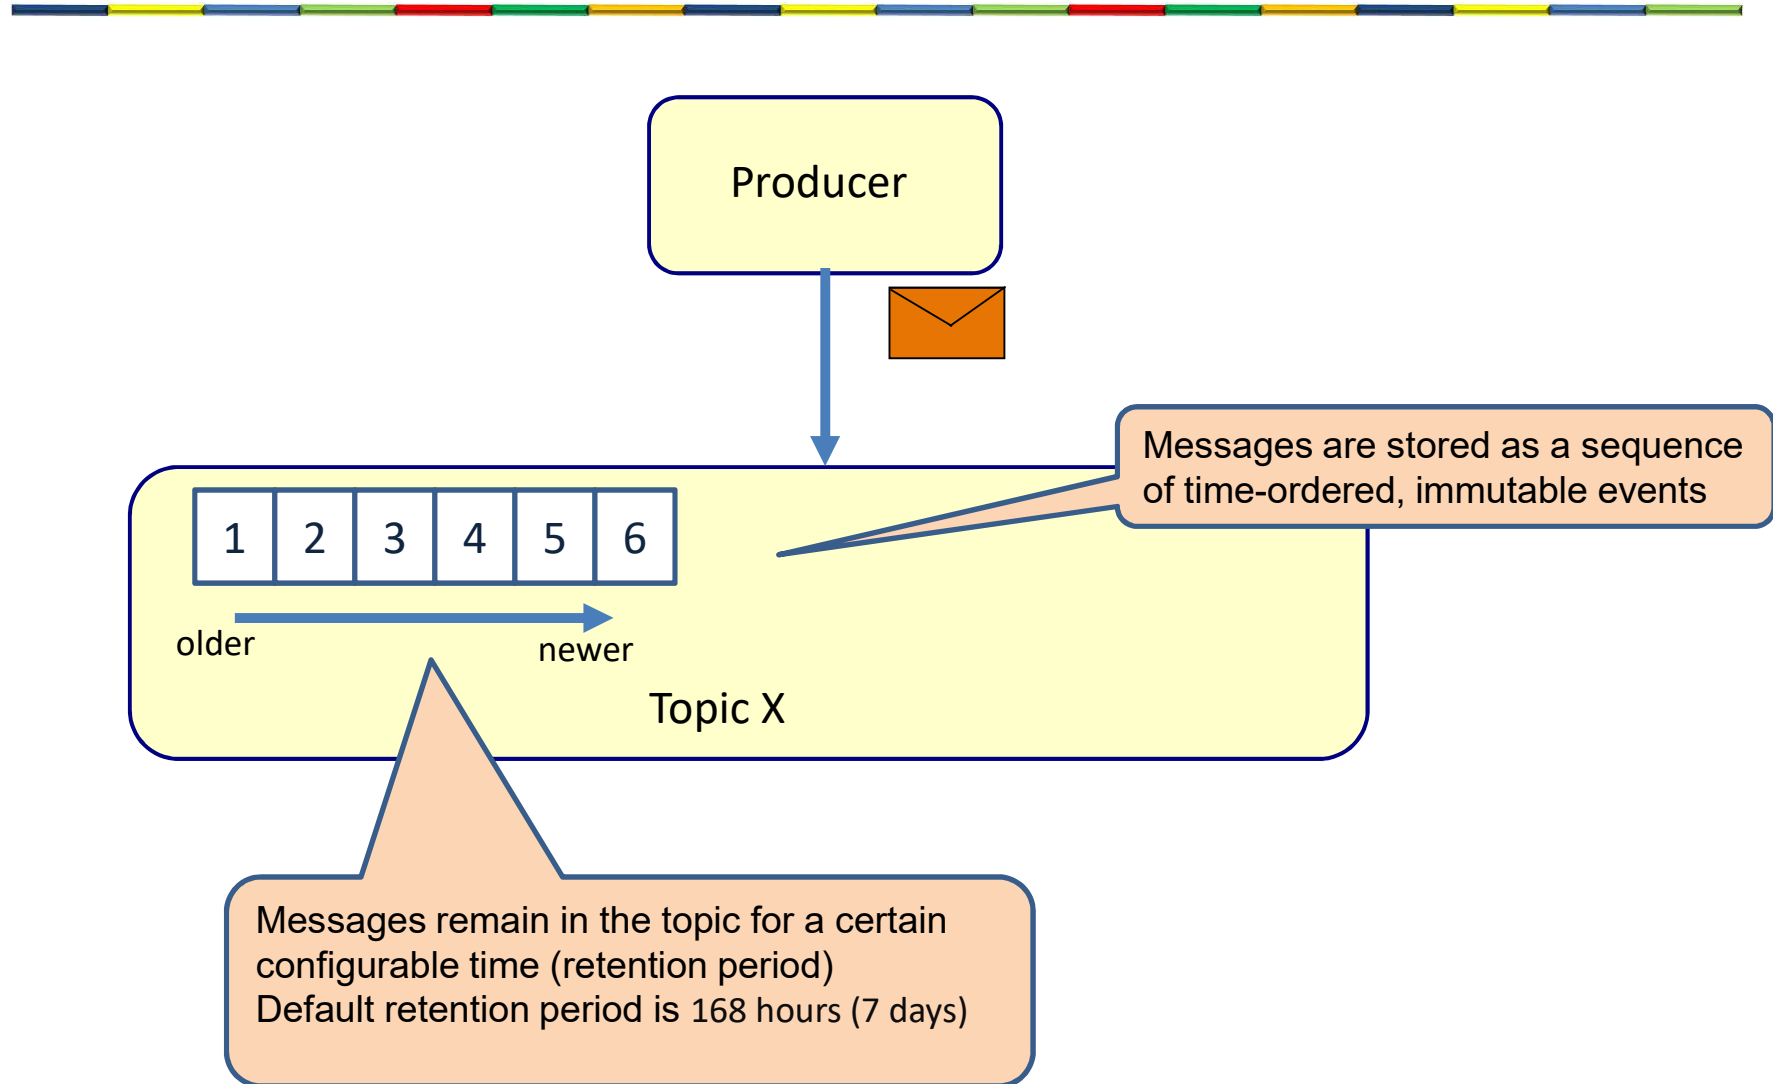 Producer
Messages are stored as a sequence
of time-ordered, immutable events
1 2 3 4 5 6
older
newer
Topic X
Messages remain in the topic for a certain
configurable time (retention period)
Default retention period is 168 hours (7 days)